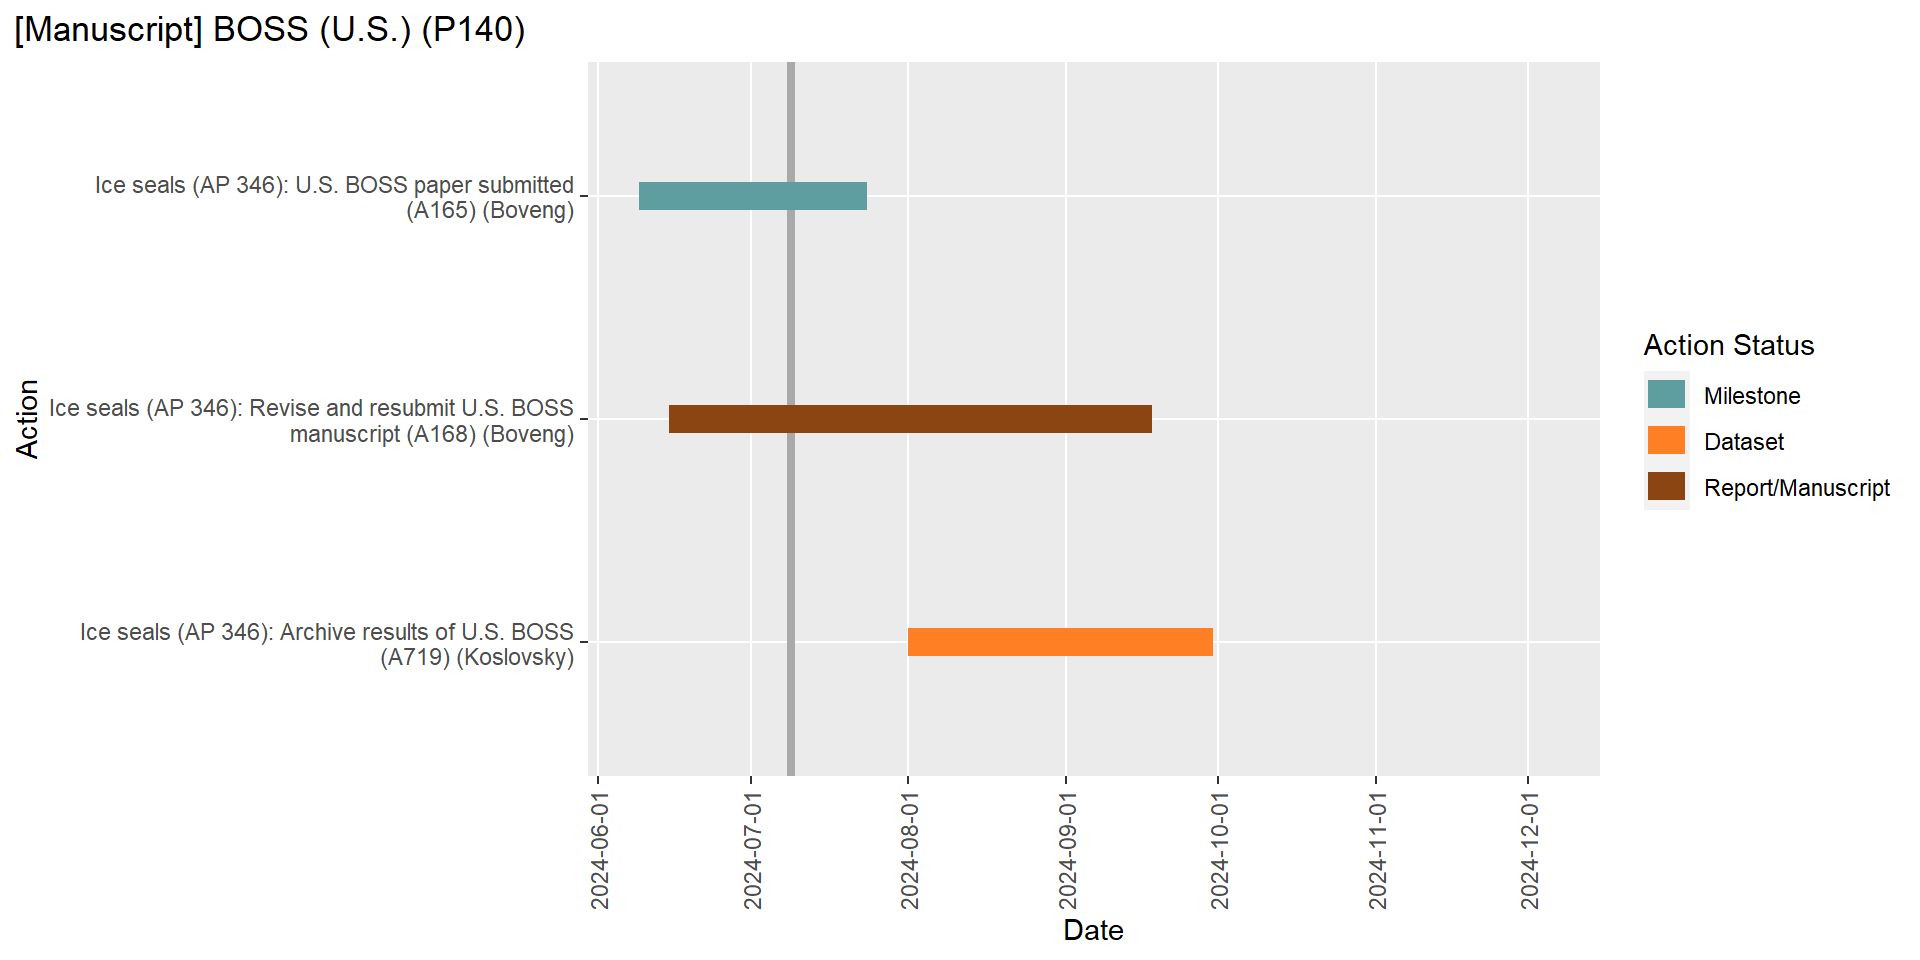 [Manuscript] BOSS (U.S.) (P140)
Action
Ice seals (AP 346): U.S. BOSS paper submitted
(A165) (Boveng)
Ice seals (AP 346): Revise and resubmit U.S. BOSS
manuscript (A168) (Boveng)
Ice seals (AP 346): Archive results of U.S. BOSS
(A719) (Koslovsky)
2024-06-01
2024-07-01
2024-08-01
2024-09-01
2024-10-01
2024-11-01
2024-12-01
Date
Action Status
Milestone
Dataset
Report/Manuscript